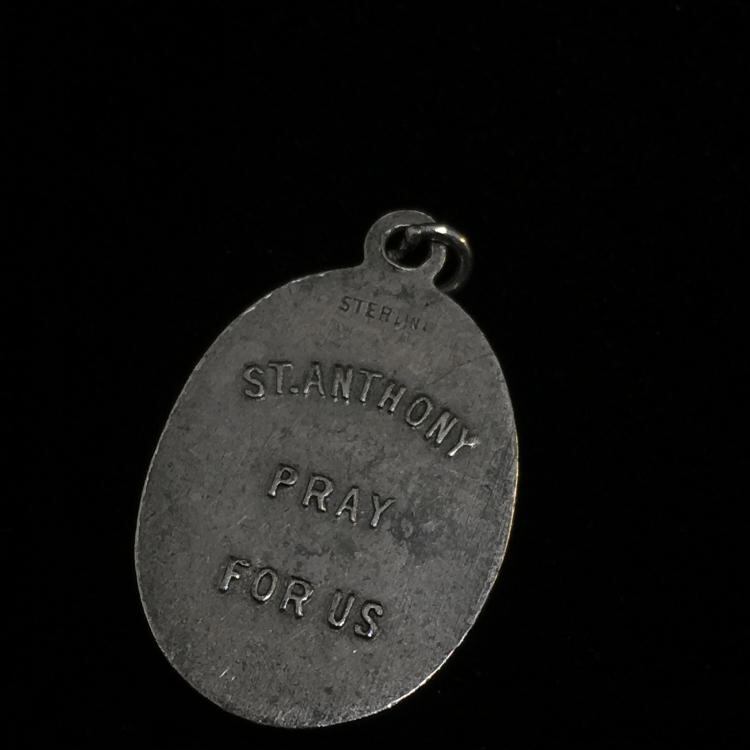 STERLING
ST. ANTHONY
PRAY
FOR US